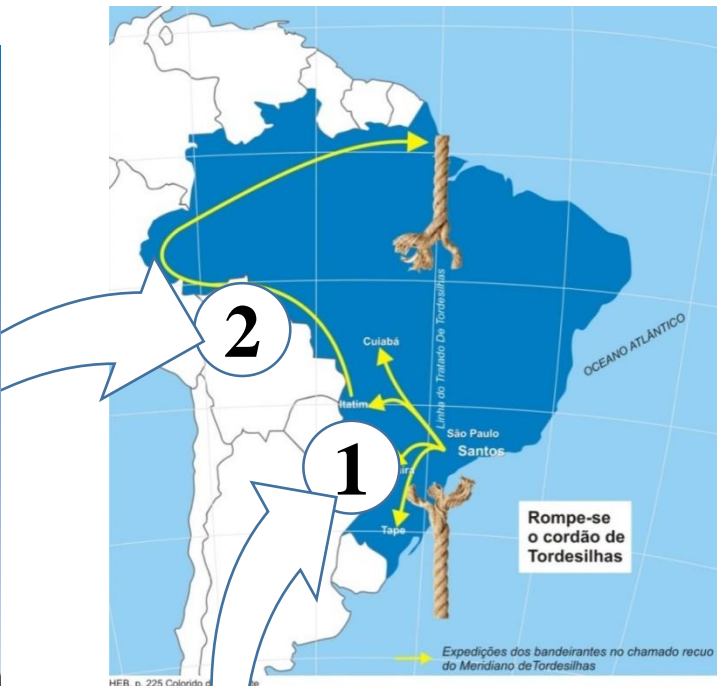 2
1
Cuiabá
Itatim
Linha do Tratado De Tordesilhas
São Paulo
Santos
Tape
OCEANO ATLÂNTICO
Rompe-se
o cordão de
Tordesilhas
Expedições dos bandeirantes no chamado recuo
do Meridiano deTordesilhas
HEB, p. 225 Colorido